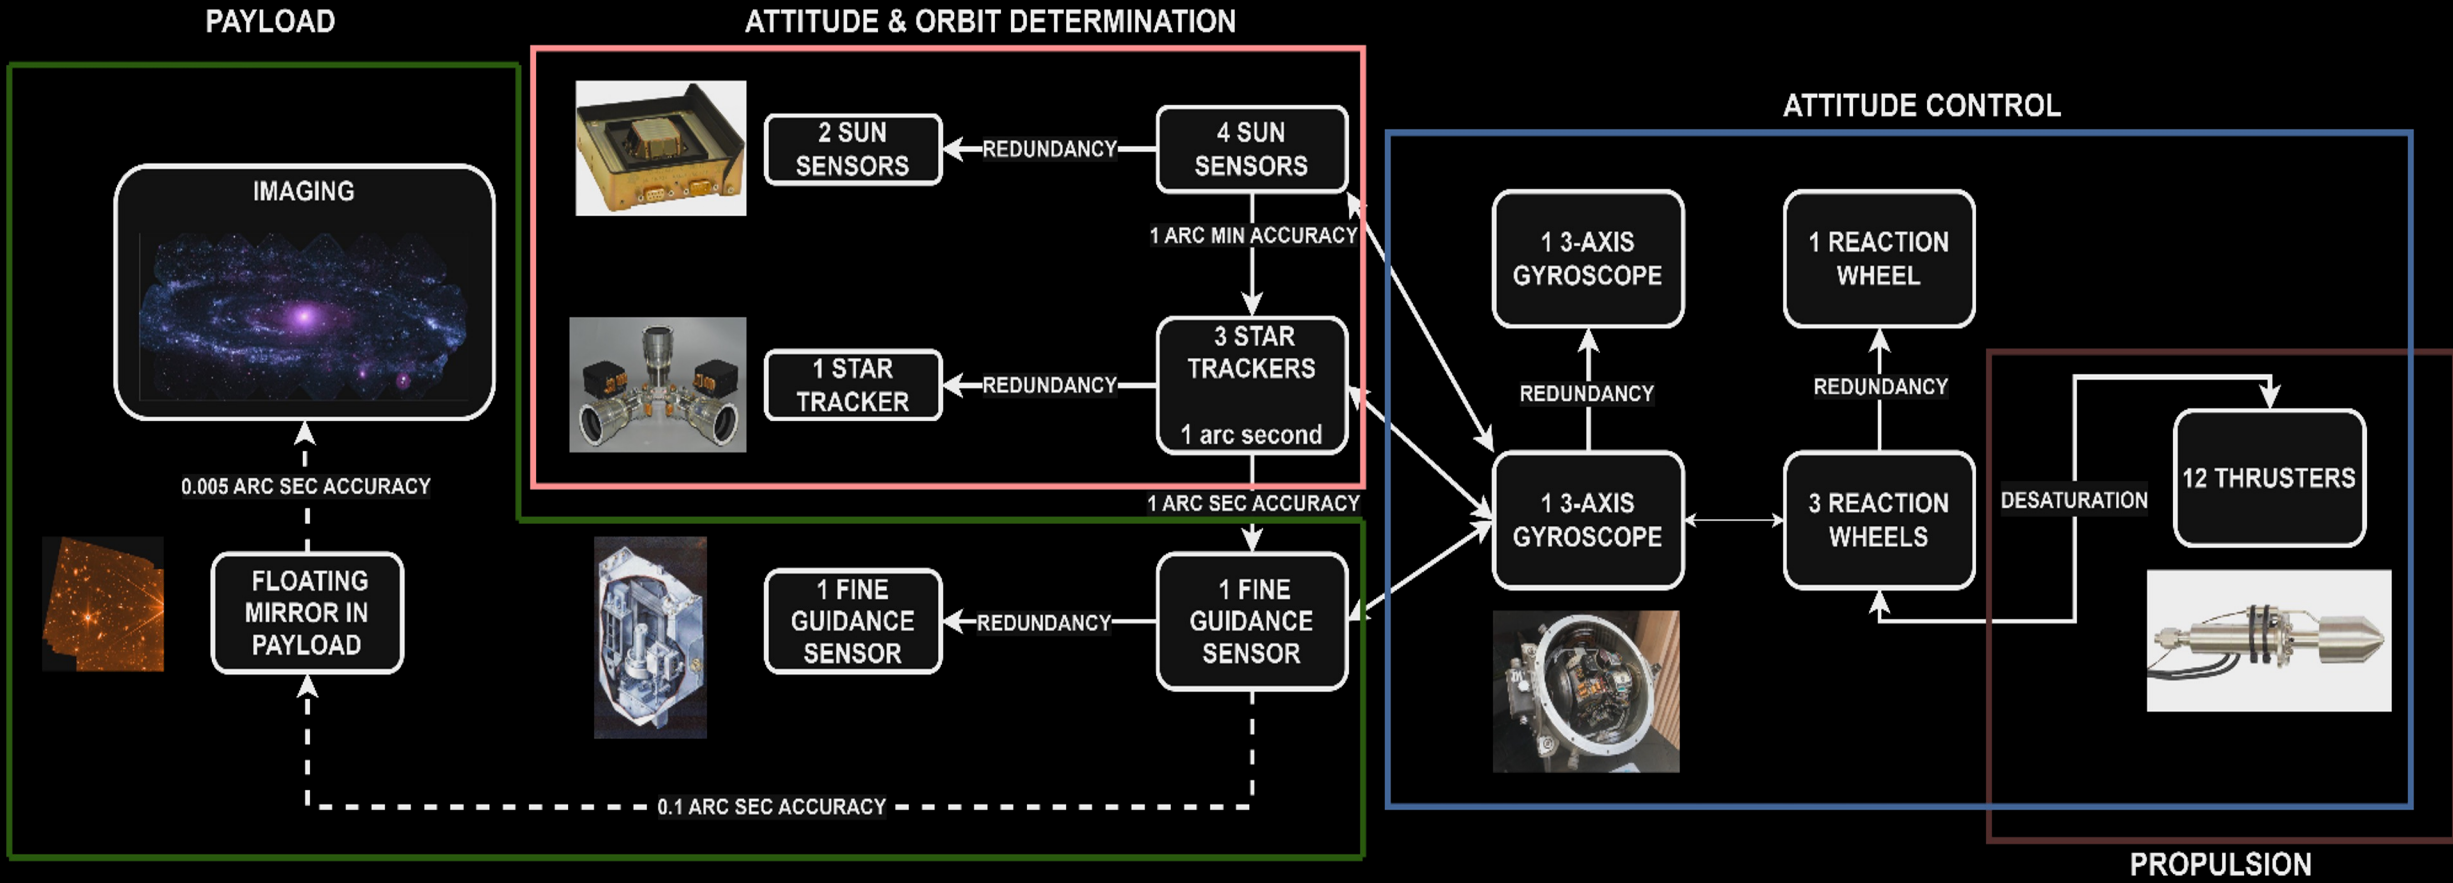 PAYLOAD
ATTITUDE & ORBIT DETERMINATION
ATTITUDE CONTROL
IMAGING
2 SUN
SENSORS
REDUNDANCY
4 SUN
SENSORS
1 ARC MIN ACCURACY
1 STAR
TRACKER
REDUNDANCY
3 STAR
TRACKERS
1 arc second
1 ARC SEC ACCURACY
0.005 ARC SEC ACCURACY
FLOATING
MIRROR IN
PAYLOAD
1 FINE
GUIDANCE
SENSOR
REDUNDANCY
1 FINE
GUIDANCE
SENSOR
0.1 ARC SEC ACCURACY
1 3-AXIS
GYROSCOPE
REDUNDANCY
1 3-AXIS
GYROSCOPE
1 REACTION
WHEEL
REDUNDANCY
3 REACTION
WHEELS
DESATURATION
12 THRUSTERS
PROPULSION